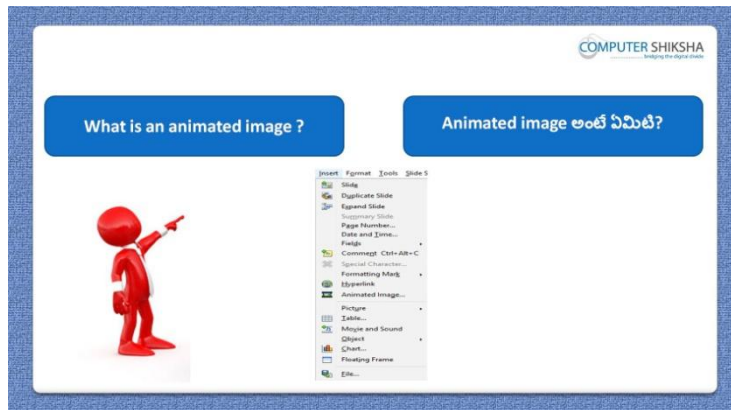 COMPUTER SHIKSHA
bridging the digital divide
What is an animated image ?
Animated image అంటే ఏమిటి?
Insert Format Tools Slide S
Slide
Duplicate Slide
Expand Slide
Summary Slide
Page Number...
Date and Time...
Fields
Comment Ctrl+Alt+C
Special Character...
Formatting Mark
Hyperlink
Animated Image...
Picture
Table...
Movie and Sound
Object
Chart...
Floating Frame
File...